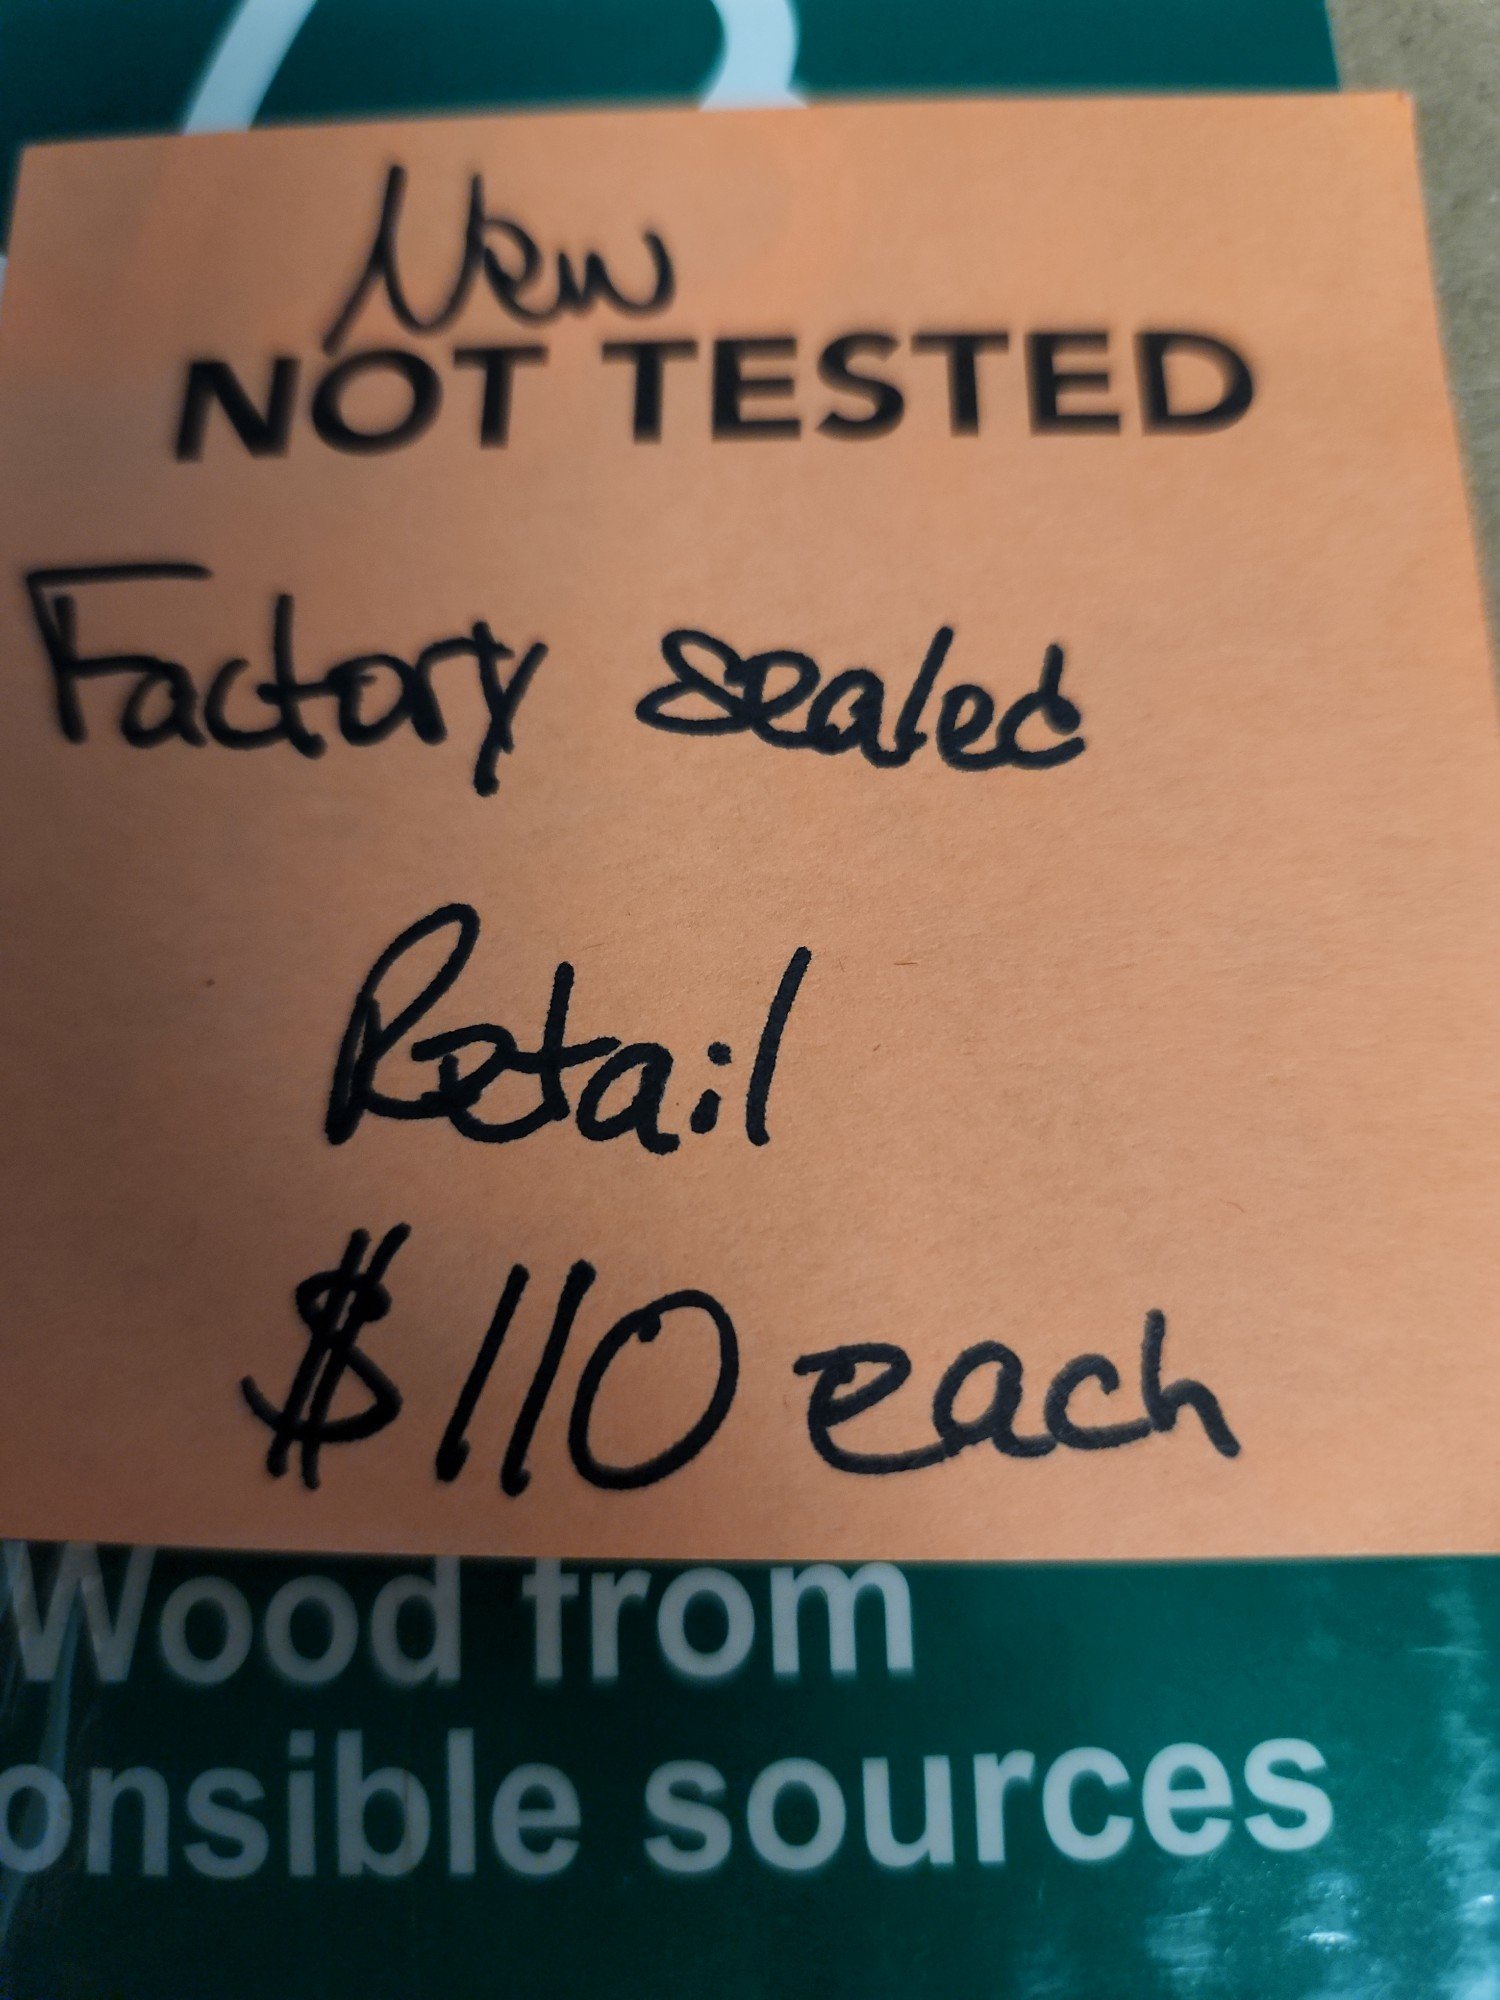 New
NOT TESTED
Factory sealed
Retail
$110 each
Wood from
onsible sources